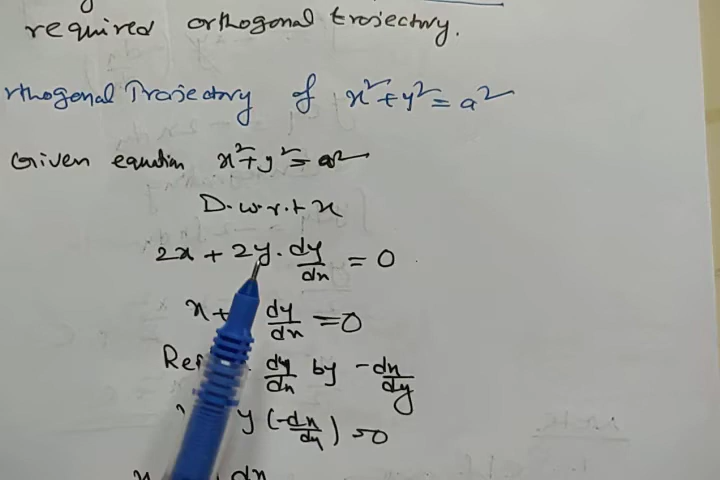 required orthogonal trajectory.
rthogonal Trajectory of x²+y²=a²
Given equation x²+y²=a²
D.w.r.t x
2x + 2y. dy/dx = 0
x+ dy/dx =0
dy/dx by -dx/dy
y (-dx/dy) =0
dx